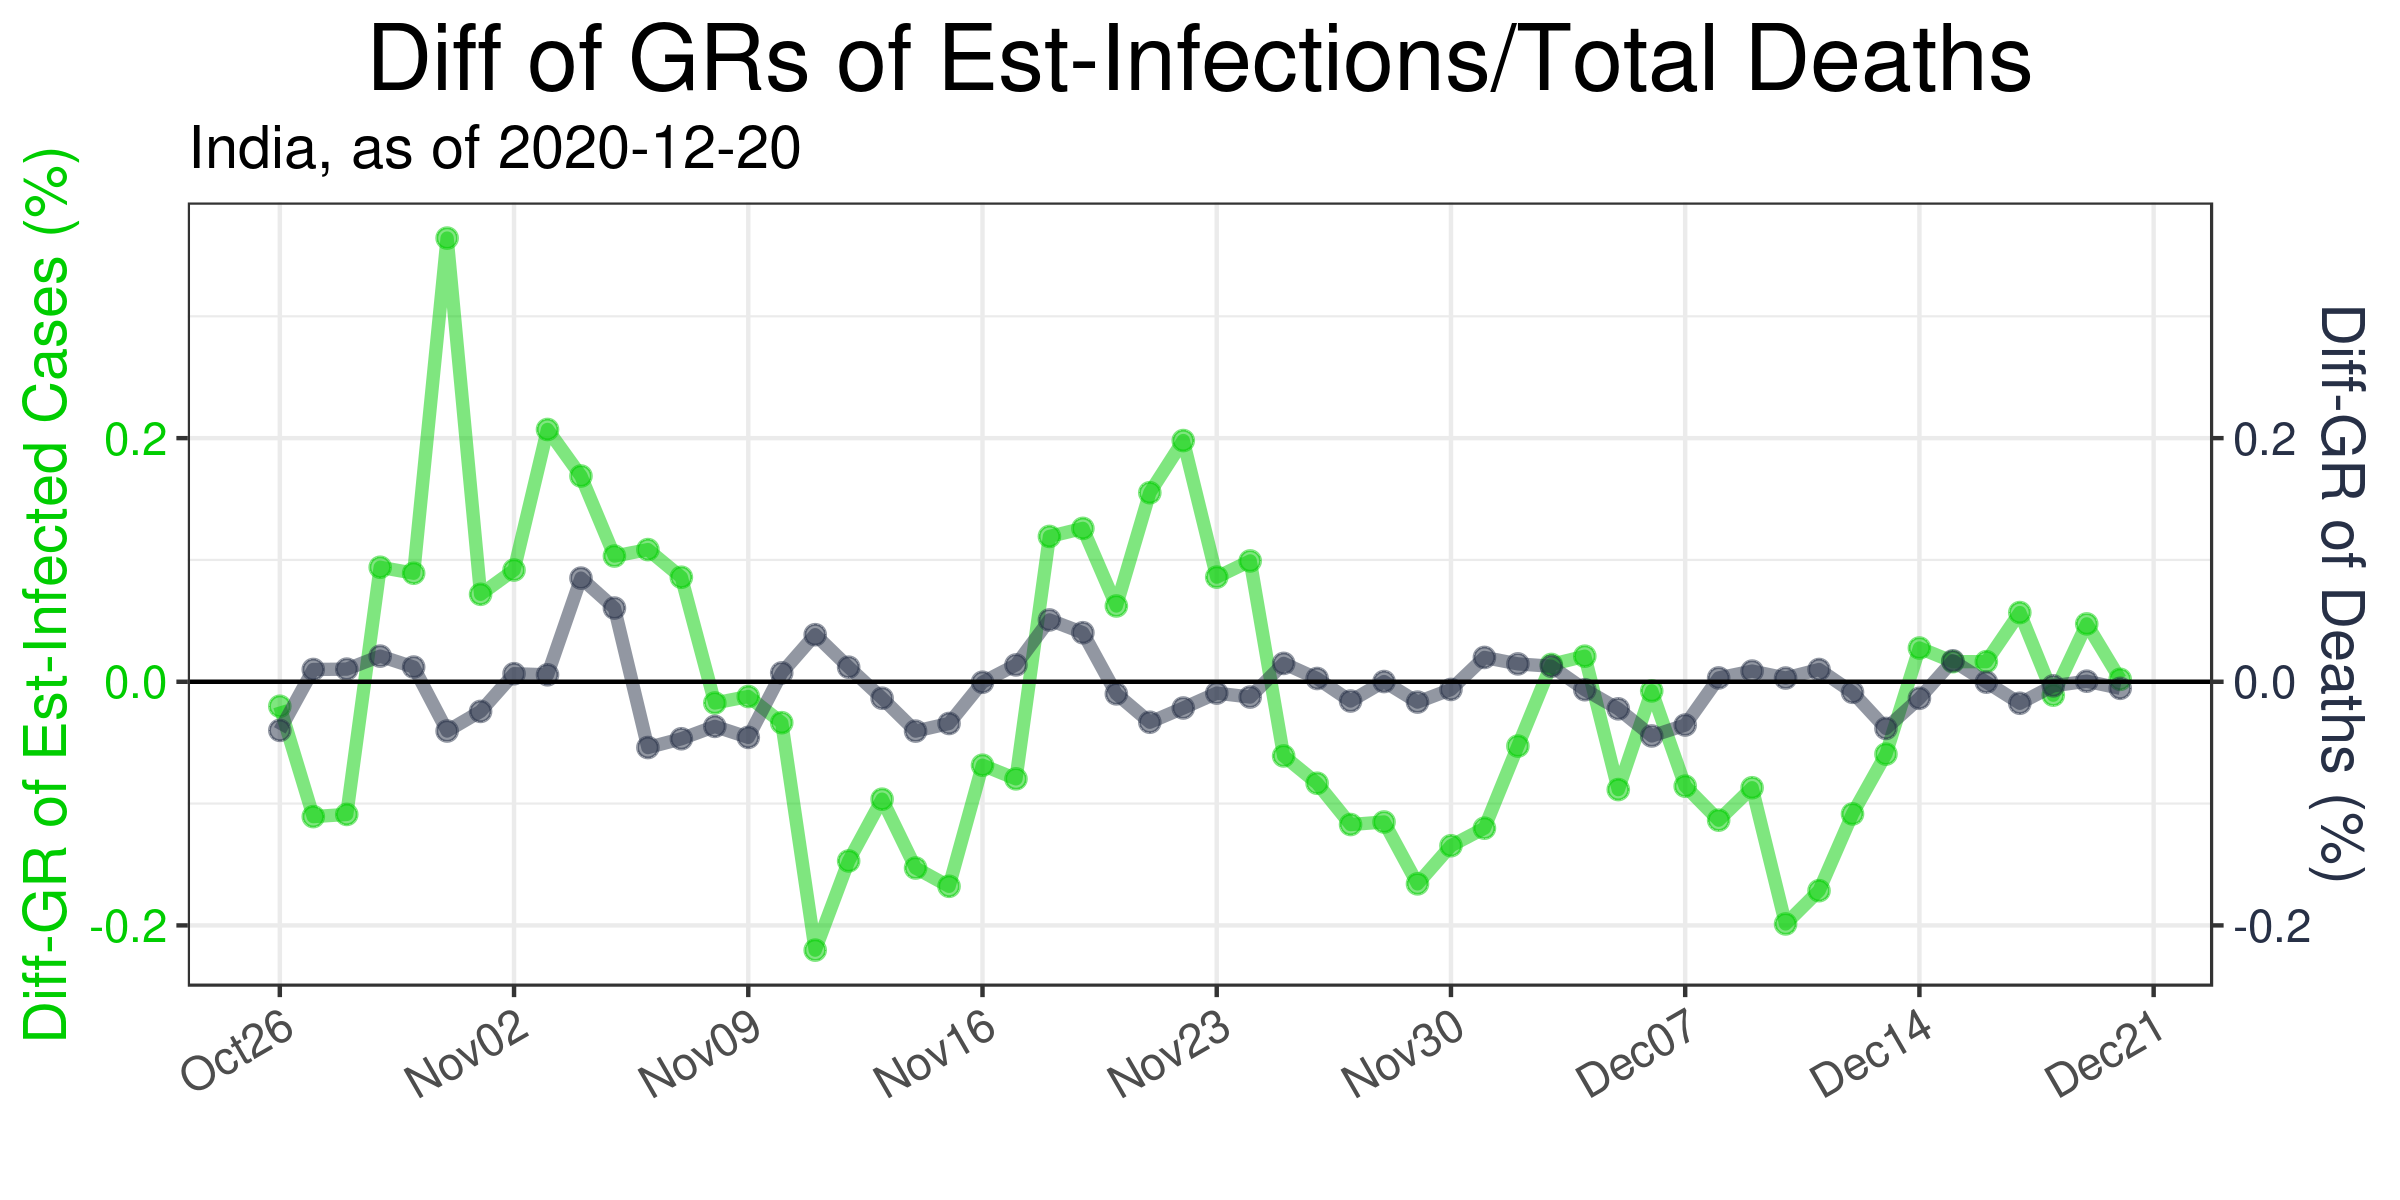 Diff of GRs of Est-Infections/Total Deaths
India, as of 2020-12-20
Diff-GR of Est-Infected Cases (%)
0.2
0.0
-0.2
0.2
0.0
-0.2
Diff-GR of Deaths (%)
Oct26
Nov02
Nov09
Nov16
Nov23
Nov30
Dec07
Dec14
Dec21